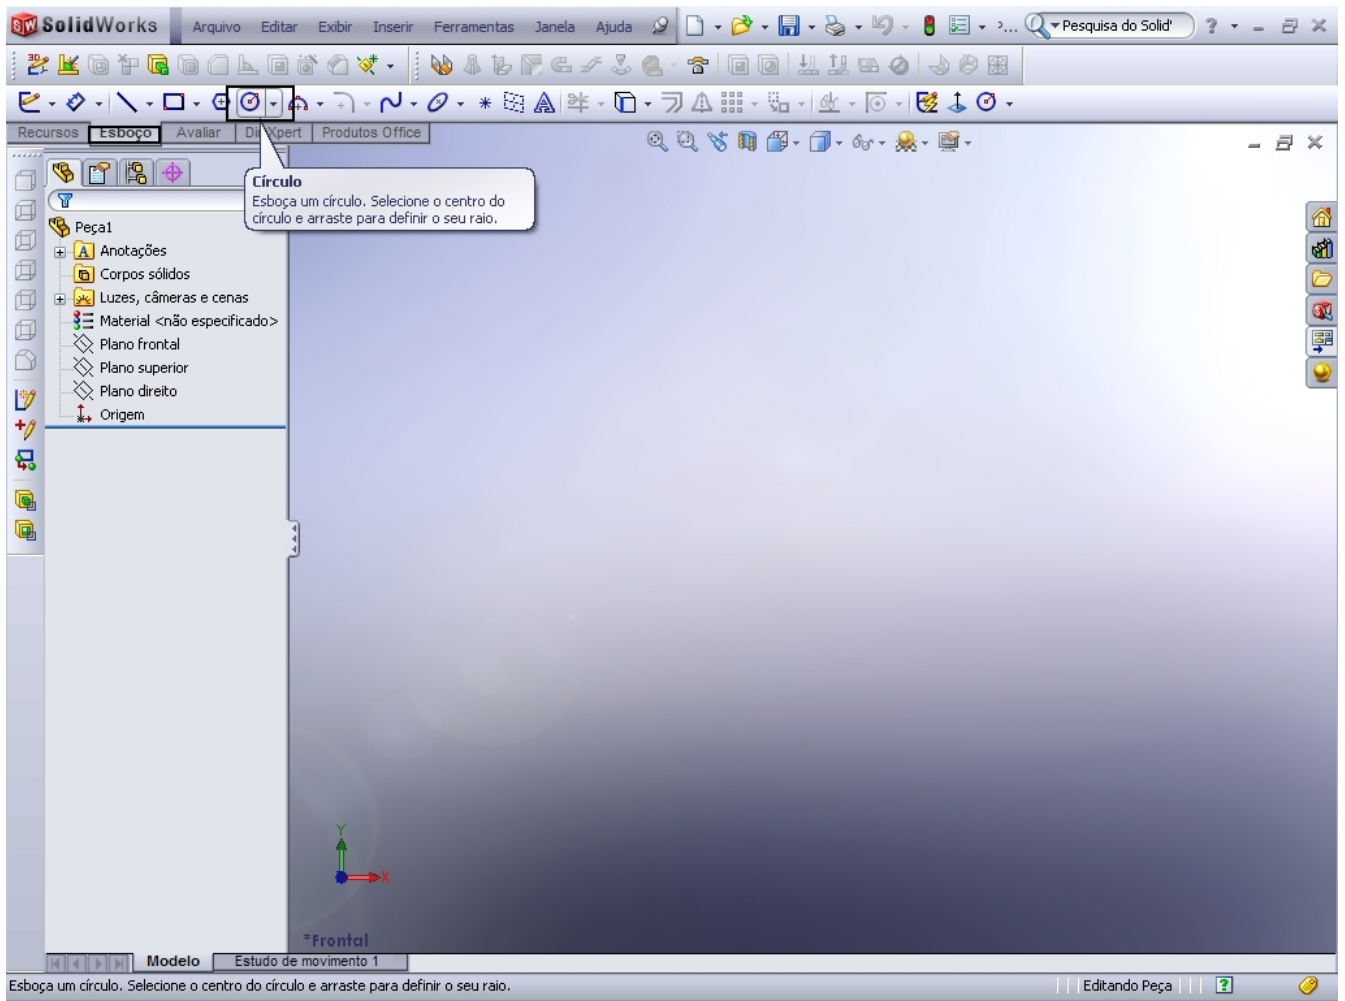 SolidWorks Arquivo Editar Exibir Inserir Ferramentas Janela Ajuda Pesquisa do Solid'
Recursos Esboço Avaliar Produtos Office
Círculo
Esboça um círculo. Selecione o centro do
círculo e arraste para definir o seu raio.
Peça1
Anotações
Corpos sólidos
Luzes, câmeras e cenas
Material <não especificado>
Plano frontal
Plano superior
Plano direito
Origem
Y
X
*Frontal
Modelo Estudo de movimento 1
Esboça um círculo. Selecione o centro do círculo e arraste para definir o seu raio. Editando Peça